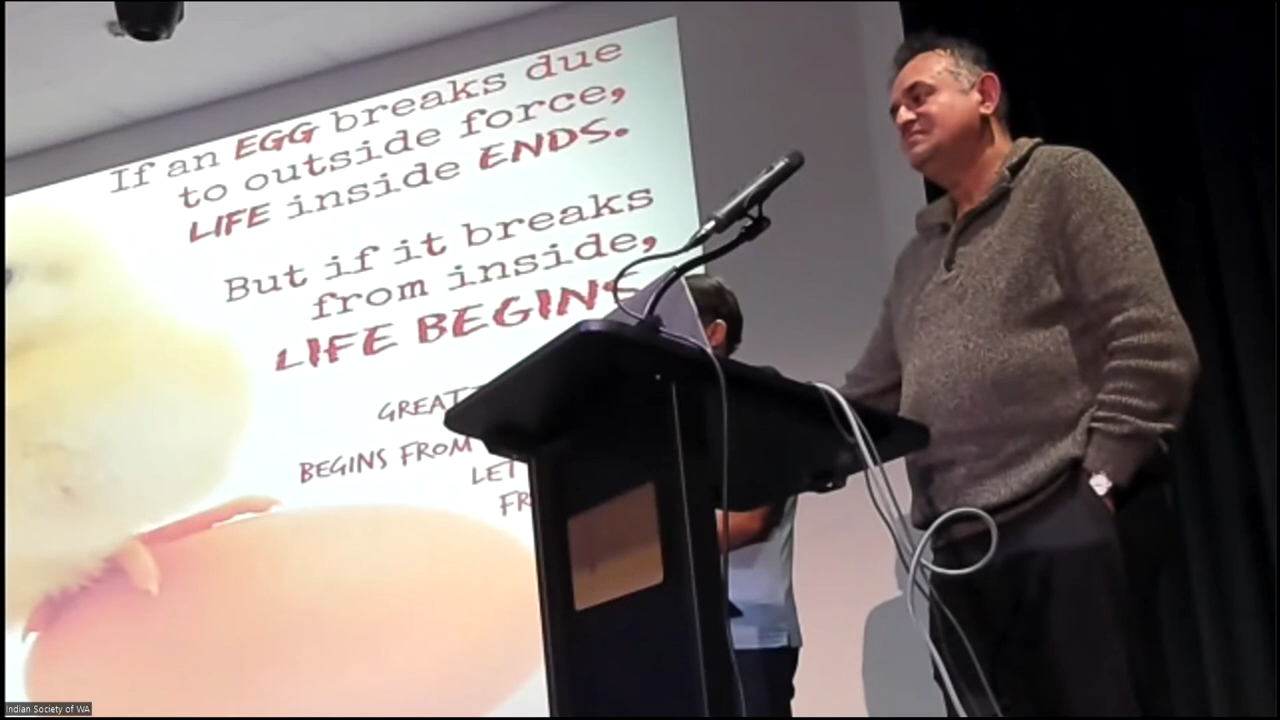 If an EGG breaks due
to outside force,
LIFE inside ENDS.
But if it breaks
from inside,
LIFE BEGINS
GREAT
BEGINS FROM
LET
Indian Society of WA